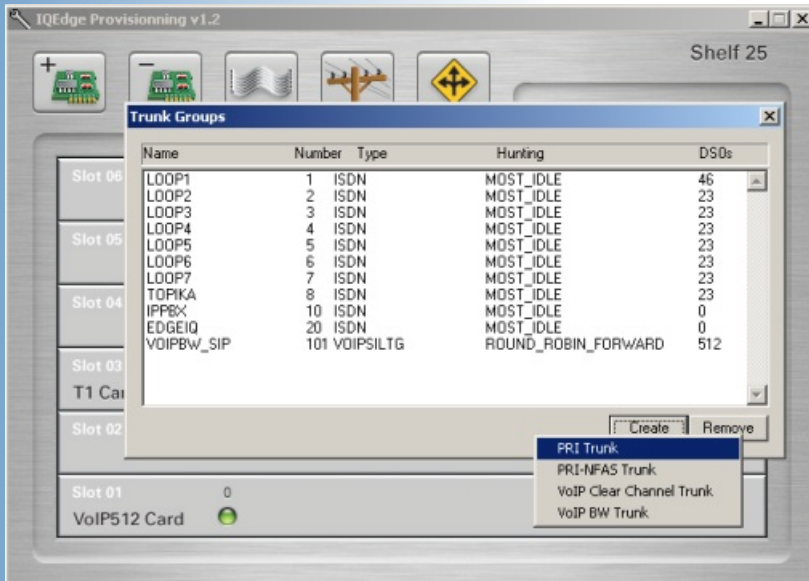 IQEdge Provisionning v1.2
Shelf 25
Trunk Groups
Name Number Type Hunting DS0s
LOOP1 1 ISDN MOST_IDLE 46
LOOP2 2 ISDN MOST_IDLE 23
LOOP3 3 ISDN MOST_IDLE 23
LOOP4 4 ISDN MOST_IDLE 23
LOOP5 5 ISDN MOST_IDLE 23
LOOP6 6 ISDN MOST_IDLE 23
LOOP7 7 ISDN MOST_IDLE 23
TOPIKA 8 ISDN MOST_IDLE 23
IPPBX 10 ISDN MOST_IDLE 0
EDGEIQ 20 ISDN MOST_IDLE 0
VOIPBW_SIP 101 VOIPSILTG ROUND_ROBIN_FORWARD 512
Create Remove
PRI Trunk
PRI-NFAS Trunk
VoIP Clear Channel Trunk
VoIP BW Trunk
Slot 06
Slot 05
Slot 04
Slot 03
T1 Car
Slot 02
Slot 01 0
VoIP512 Card